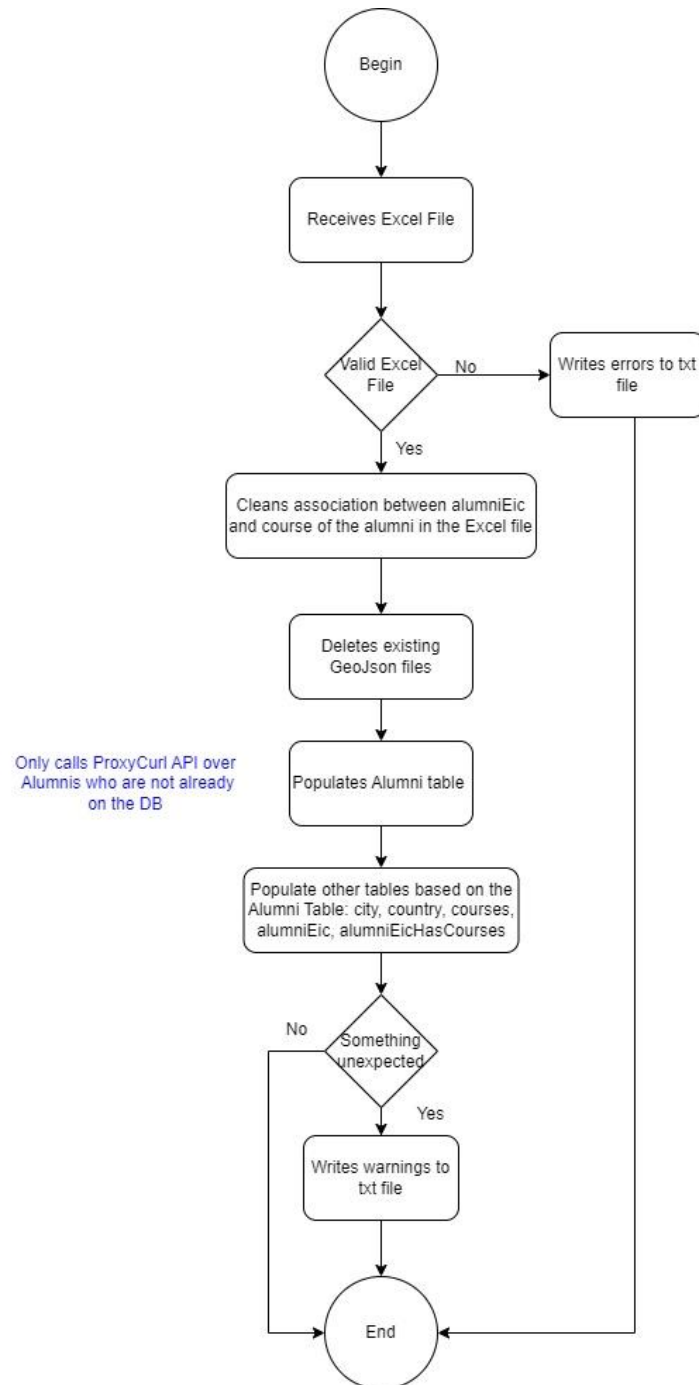 Begin
Receives Excel File
Valid Excel
File
No
Writes errors to txt
file
Yes
Cleans association between alumniEic
and course of the alumni in the Excel file
Deletes existing
GeoJson files
Only calls ProxyCurl API over
Alumnis who are not already
on the DB
Populates Alumni table
Populate other tables based on the
Alumni Table: city, country, courses,
alumniEic, alumniEicHasCourses
No
Something
unexpected
Yes
Writes warnings to
txt file
End